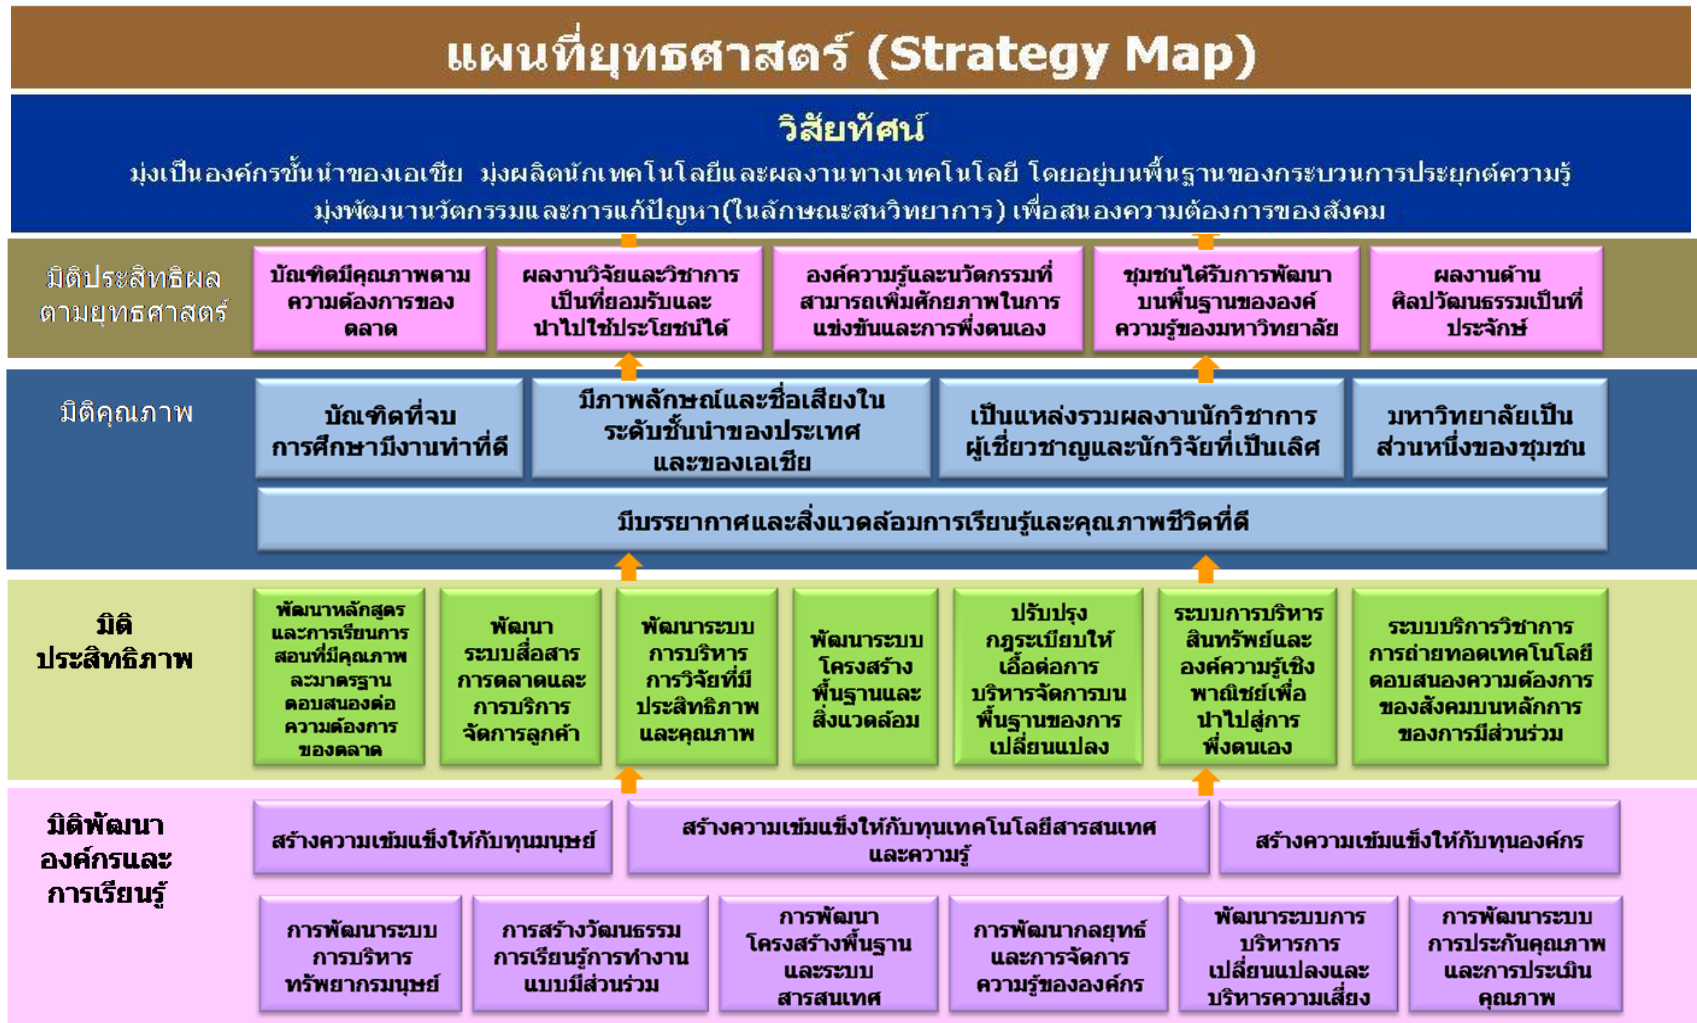 แผนที่ยุทธศาสตร์ (Strategy Map)
วิสัยทัศน์
มุ่งเป็นองค์กรชั้นนำของเอเชีย มุ่งผลิตนักเทคโนโลยีและผลงานทางเทคโนโลยี โดยอยู่บนพื้นฐานของกระบวนการประยุกต์ความรู้
มุ่งพัฒนานวัตกรรมและการแก้ปัญหา(ในลักษณะสหวิทยาการ) เพื่อสนองความต้องการของสังคม
มิติประสิทธิผล
ตามยุทธศาสตร์
บัณฑิตมีคุณภาพตาม
ความต้องการของ
ตลาด
ผลงานวิจัยและวิชาการ
เป็นที่ยอมรับและ
นำไปใช้ประโยชน์ได้
องค์ความรู้และนวัตกรรมที่
สามารถเพิ่มศักยภาพในการ
แข่งขันและการพึ่งตนเอง
ชุมชนได้รับการพัฒนา
บนพื้นฐานขององค์
ความรู้ของมหาวิทยาลัย
ผลงานด้าน
ศิลปวัฒนธรรมเป็นที่
ประจักษ์
มิติคุณภาพ
บัณฑิตที่จบ
การศึกษามีงานทำที่ดี
มีภาพลักษณ์และชื่อเสียงใน
ระดับชั้นนำของประเทศ
และของเอเชีย
เป็นแหล่งรวมผลงานนักวิชาการ
ผู้เชี่ยวชาญและนักวิจัยที่เป็นเลิศ
มหาวิทยาลัยเป็น
ส่วนหนึ่งของชุมชน
มีบรรยากาศและสิ่งแวดล้อมการเรียนรู้และคุณภาพชีวิตที่ดี
มิติ
ประสิทธิภาพ
พัฒนาหลักสูตร
และการเรียนการ
สอนที่มีคุณภาพ
ละมาตรฐาน
ตอบสนองต่อ
ความต้องการ
ของตลาด
พัฒนา
ระบบสื่อสาร
การตลาดและ
การบริการ
จัดการลูกค้า
พัฒนาระบบ
การบริหาร
การวิจัยที่มี
ประสิทธิภาพ
และคุณภาพ
พัฒนาระบบ
โครงสร้าง
พื้นฐานและ
สิ่งแวดล้อม
ปรับปรุง
กฎระเบียบให้
เอื้อต่อการ
บริหารจัดการบน
พื้นฐานของการ
เปลี่ยนแปลง
ระบบการบริหาร
สินทรัพย์และ
องค์ความรู้เชิง
พาณิชย์เพื่อ
นำไปสู่การ
พึ่งตนเอง
ระบบบริการวิชาการ
การถ่ายทอดเทคโนโลยี
ตอบสนองความต้องการ
ของสังคมบนหลักการ
ของการมีส่วนร่วม
มิติพัฒนา
องค์กรและ
การเรียนรู้
สร้างความเข้มแข็งให้กับทุนมนุษย์
สร้างความเข้มแข็งให้กับทุนเทคโนโลยีสารสนเทศ
และความรู้
สร้างความเข้มแข็งให้กับทุนองค์กร
การพัฒนาระบบ
การบริหาร
ทรัพยากรมนุษย์
การสร้างวัฒนธรรม
การเรียนรู้การทำงาน
แบบมีส่วนร่วม
การพัฒนา
โครงสร้างพื้นฐาน
และระบบ
สารสนเทศ
การพัฒนากลยุทธ์
และการจัดการ
ความรู้ขององค์กร
พัฒนาระบบการ
บริหารการ
เปลี่ยนแปลงและ
บริหารความเสี่ยง
การพัฒนาระบบ
การประกันคุณภาพ
และการประเมิน
คุณภาพ